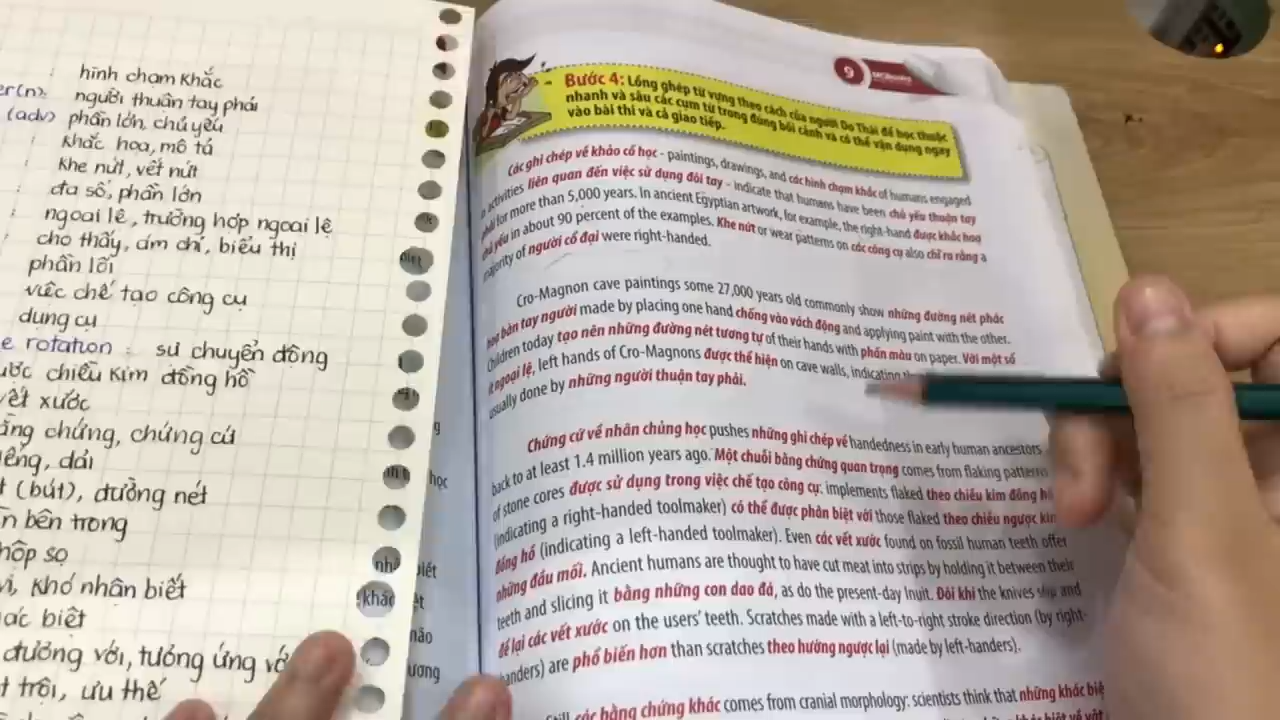 hình chạm khắc
er(n): người thuận tay phải
(adv) phần lớn, chủ yếu
: khắc họa, mô tả
: khe nứt, vết nứt
: đa số, phần lớn
: ngoại lệ, trường hợp ngoại lệ
: cho thấy, ám chỉ, biểu thị
phần lõi
việc chế tạo công cụ
dụng cụ
e rotation : sự chuyển động
ược chiều kim đồng hồ
vết xước
ằng chứng, chứng cứ
iếng, dải
t (bút), đường nét
n bên trong
hộp sọ
vi, khó nhận biết
ác biệt
đương với, tương ứng vớ
t trội, ưu thế
g
học
nhậ biết
khác
não
ương
9
Bước 4: Lồng ghép từ vựng theo cách của người Do Thái để học thuộc
nhanh và sâu các cụm từ trong đúng bối cảnh và có thể vận dụng ngay
vào bài thi và cả giao tiếp.
Các ghi chép về khảo cổ học - paintings, drawings, and các hình chạm khắc of humans engaged
activities liên quan đến việc sử dụng đôi tay - indicate that humans have been chủ yếu thuận tay
phải for more than 5,000 years. In ancient Egyptian artwork, for example, the right-hand được khắc hoạ
chủ yếu in about 90 percent of the examples. Khe nứt or wear patterns on các công cụ also chỉ ra rằng a
majority of người cổ đại were right-handed.
Cro-Magnon cave paintings some 27,000 years old commonly show những đường nét phác
hoạ bàn tay người made by placing one hand chống vào vách động and applying paint with the other.
Children today tạo nên những đường nét tương tự of their hands with phấn màu on paper. Với một số
ít ngoại lệ, left hands of Cro-Magnons được thể hiện on cave walls, indicating
usually done by những người thuận tay phải.
Chứng cứ về nhân chủng học pushes những ghi chép về handedness in early human ancestors
back to at least 1.4 million years ago. Một chuỗi bằng chứng quan trọng comes from flaking patterns
of stone cores được sử dụng trong việc chế tạo công cụ: implements flaked theo chiều kim đồng hồ
(indicating a right-handed toolmaker) có thể được phân biệt với those flaked theo chiều ngược kim
đồng hồ (indicating a left-handed toolmaker). Even các vết xước found on fossil human teeth offer
những đầu mối. Ancient humans are thought to have cut meat into strips by holding it between their
teeth and slicing it bằng những con dao đá, as do the present-day Inuit. Đôi khi the knives slip and
để lại các vết xước on the users' teeth. Scratches made with a left-to-right stroke direction (by right-
handers) are phổ biến hơn than scratches theo hướng ngược lại (made by left-handers).
Still các bằng chứng khác comes from cranial morphology: scientists think that những khác biệ